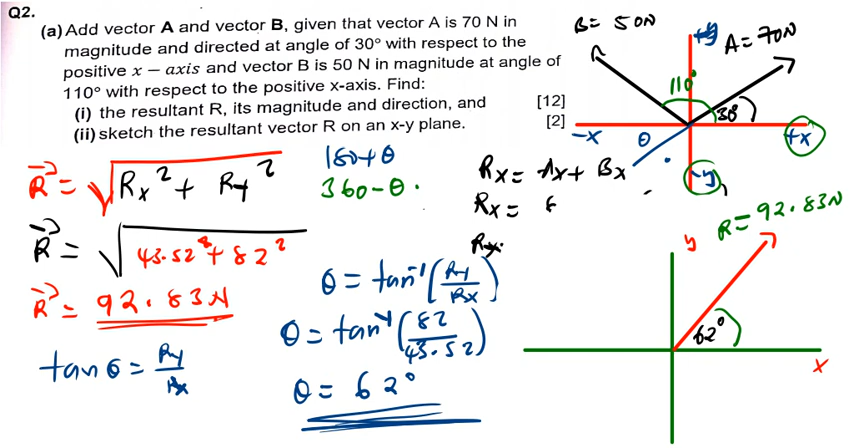 Q2.
(a) Add vector A and vector B, given that vector A is 70 N in
magnitude and directed at angle of 30° with respect to the
positive x – axis and vector B is 50 N in magnitude at angle of
110° with respect to the positive x-axis. Find:
(i) the resultant R, its magnitude and direction, and [12]
(ii) sketch the resultant vector R on an x-y plane. [2]
B = 50N
+y
A = 70N
110°
30°
-x
θ
+x
-y
R = √(Rx² + Ry²)
180 + θ
360 - θ.
Rx = Ax + Bx
Rx =
R = √(43.52² + 82²)
R = 92.83N
tan θ = Ry/Rx
θ = tan⁻¹(Ry/Rx)
θ = tan⁻¹(82/43.52)
θ = 62°
y
R = 92.83N
62°
x